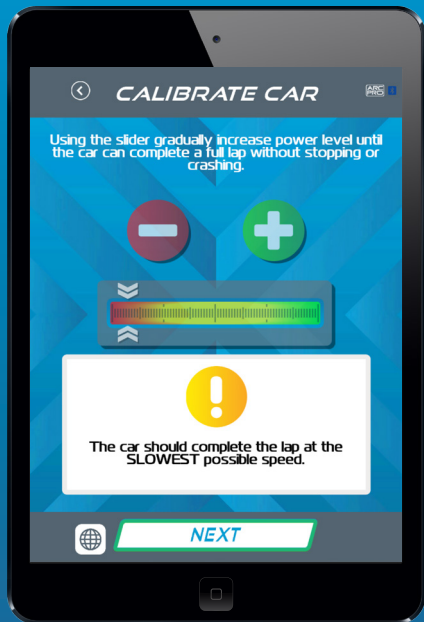 CALIBRATE CAR
ARC
PRO
Using the slider gradually increase power level until
the car can complete a full lap without stopping or
crashing.
The car should complete the lap at the
SLOWEST possible speed.
NEXT